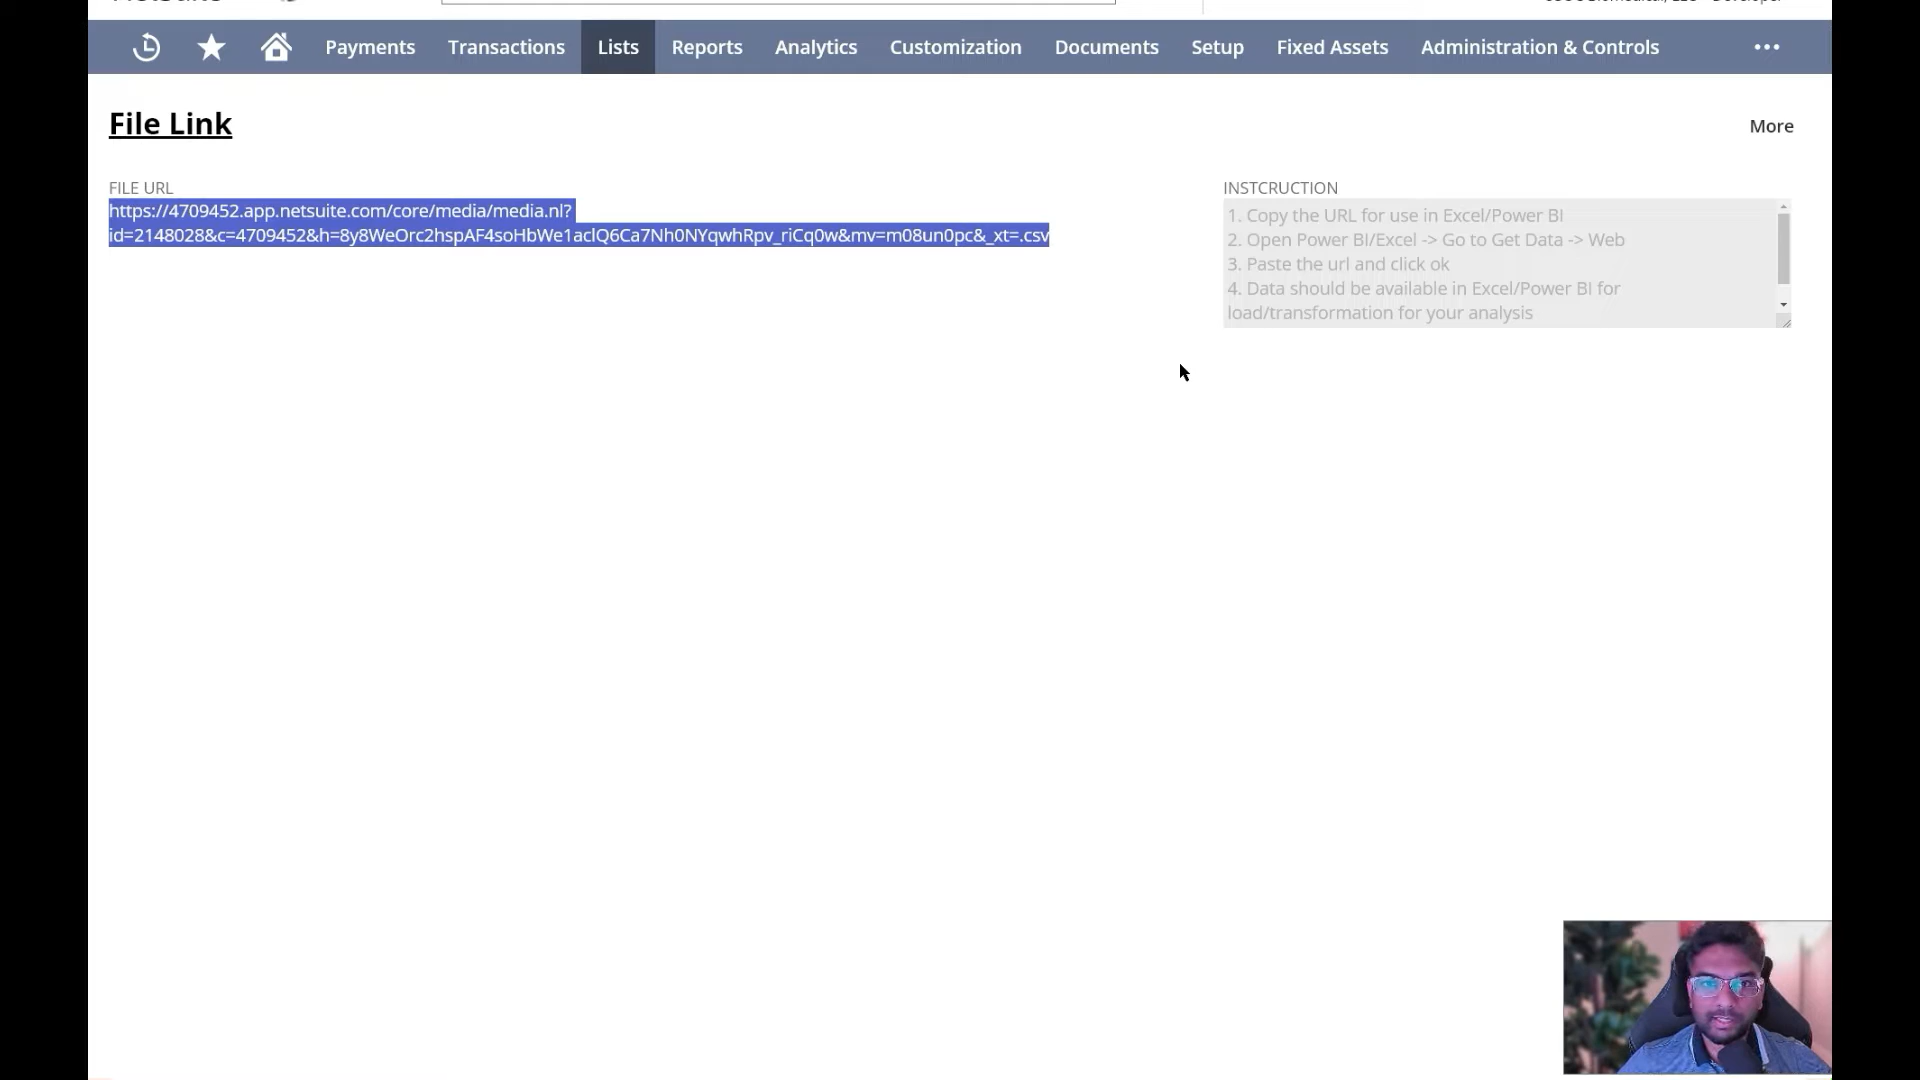 Payments Transactions Lists Reports Analytics Customization Documents Setup Fixed Assets Administration & Controls
File Link
More
FILE URL
https://4709452.app.netsuite.com/core/media/media.nl?
id=2148028&c=4709452&h=8y8WeOrc2hspAF4soHbWe1aclQ6Ca7Nh0NYqwhRpv_riCq0w&mv=m08un0pc&_xt=.csv
INSTCRUCTION
1. Copy the URL for use in Excel/Power BI
2. Open Power BI/Excel -> Go to Get Data -> Web
3. Paste the url and click ok
4. Data should be available in Excel/Power BI for
load/transformation for your analysis